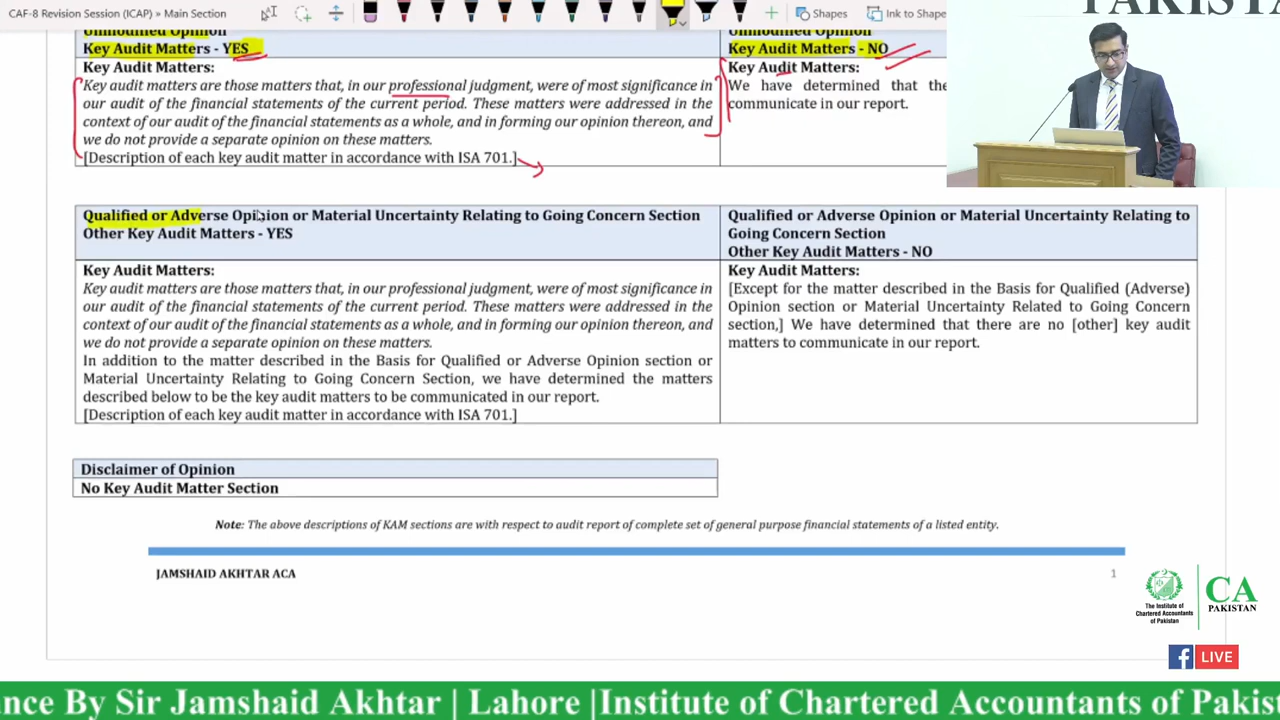 CAF-8 Revision Session (ICAP) » Main Section
Shapes
Ink to Shape
PAKISTA
Unmodified Opinion
Key Audit Matters - YES
Key Audit Matters:
Key audit matters are those matters that, in our professional judgment, were of most significance in
our audit of the financial statements of the current period. These matters were addressed in the
context of our audit of the financial statements as a whole, and in forming our opinion thereon, and
we do not provide a separate opinion on these matters.
[Description of each key audit matter in accordance with ISA 701.]
Unmodified Opinion
Key Audit Matters - NO
Key Audit Matters:
We have determined that the
communicate in our report.
Qualified or Adverse Opinion or Material Uncertainty Relating to Going Concern Section
Other Key Audit Matters - YES
Key Audit Matters:
Key audit matters are those matters that, in our professional judgment, were of most significance in
our audit of the financial statements of the current period. These matters were addressed in the
context of our audit of the financial statements as a whole, and in forming our opinion thereon, and
we do not provide a separate opinion on these matters.
In addition to the matter described in the Basis for Qualified or Adverse Opinion section or
Material Uncertainty Relating to Going Concern Section, we have determined the matters
described below to be the key audit matters to be communicated in our report.
[Description of each key audit matter in accordance with ISA 701.]
Qualified or Adverse Opinion or Material Uncertainty Relating to
Going Concern Section
Other Key Audit Matters - NO
Key Audit Matters:
[Except for the matter described in the Basis for Qualified (Adverse)
Opinion section or Material Uncertainty Related to Going Concern
section,] We have determined that there are no [other] key audit
matters to communicate in our report.
Disclaimer of Opinion
No Key Audit Matter Section
Note: The above descriptions of KAM sections are with respect to audit report of complete set of general purpose financial statements of a listed entity.
JAMSHAID AKHTAR ACA
1
The Institute of
Chartered Accountants
of Pakistan
CA
PAKISTAN
LIVE
nce By Sir Jamshaid Akhtar | Lahore |Institute of Chartered Accountants of Pakis